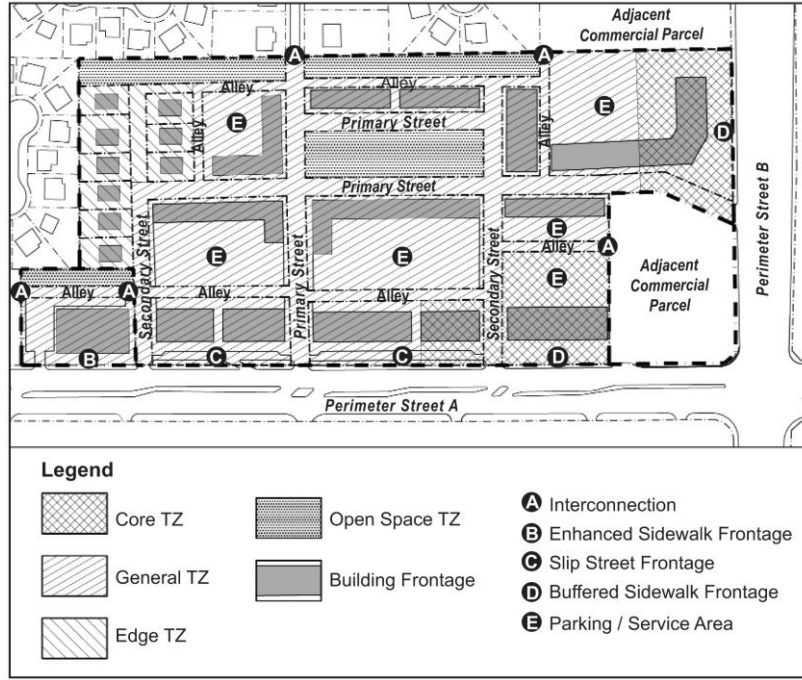 Adjacent
Commercial Parcel
A
A
Alley
Alley
E
Primary Street
Alley
Alley
E
D
Primary Street
Perimeter Street B
Secondary Street
E
Primary Street
E
Secondary Street
E
Alley
A
E
Adjacent
Commercial
Parcel
A
Alley
A
Alley
Alley
B
C
C
D
Perimeter Street A
Legend
Core TZ
General TZ
Edge TZ
Open Space TZ
Building Frontage
A Interconnection
B Enhanced Sidewalk Frontage
C Slip Street Frontage
D Buffered Sidewalk Frontage
E Parking / Service Area